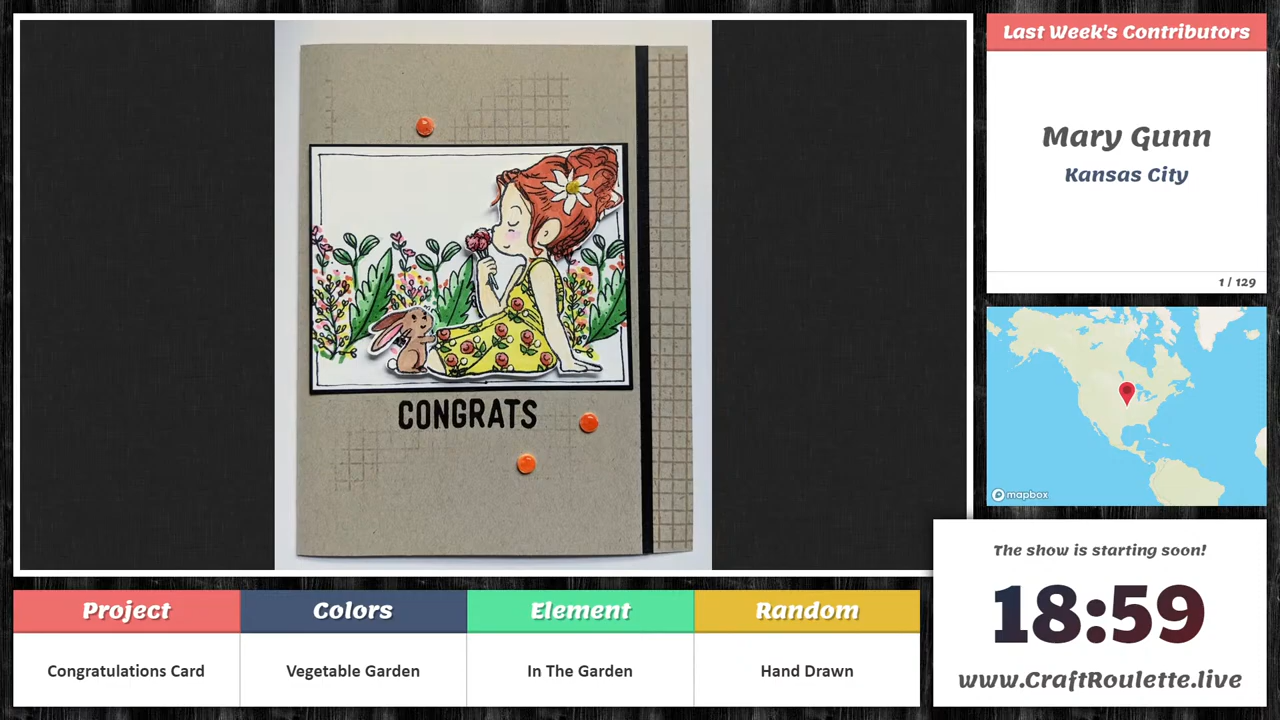 Last Week's Contributors
Mary Gunn
Kansas City
1 / 129
CONGRATS
mapbox
The show is starting soon!
18:59
www.CraftRoulette.live
Project
Colors
Element
Random
Congratulations Card
Vegetable Garden
In The Garden
Hand Drawn